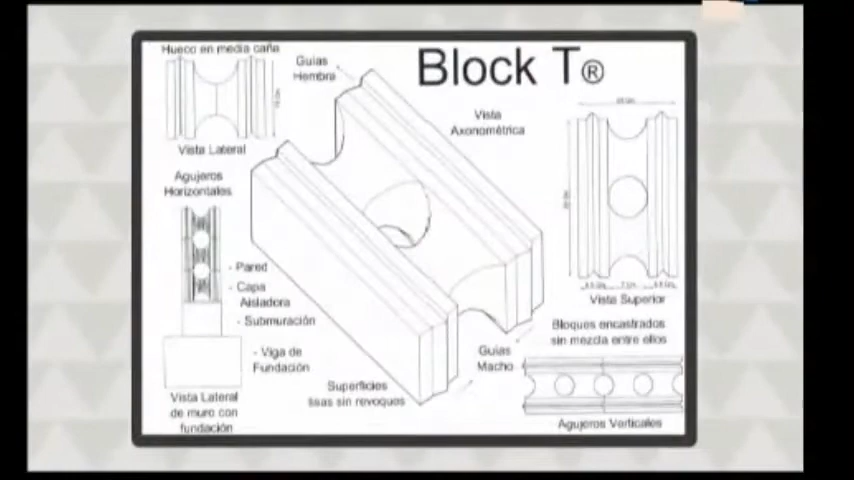 Hueco en media caña
Vista Lateral
Guias
Hembra
Block T®
Vista
Axonométrica
Agujeros
Horizontales
- Pared
- Capa
Aisladora
- Submuración
- Viga de
Fundación
Vista Lateral
de muro con
fundación
Superficies
lisas sin revoques
Guias
Macho
Vista Superior
Bloques encastrados
sin mezcla entre ellos
Agujeros Verticales